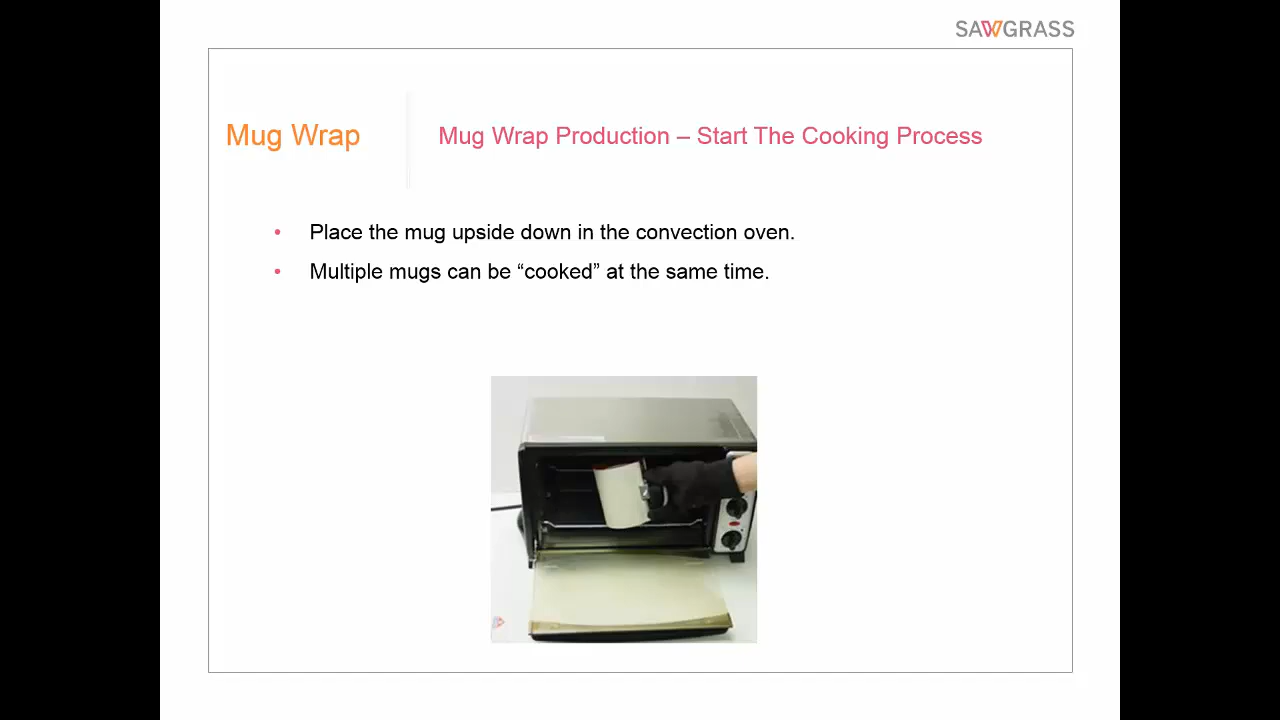 SAWGRASS
Mug Wrap
Mug Wrap Production – Start The Cooking Process
• Place the mug upside down in the convection oven.
• Multiple mugs can be “cooked” at the same time.